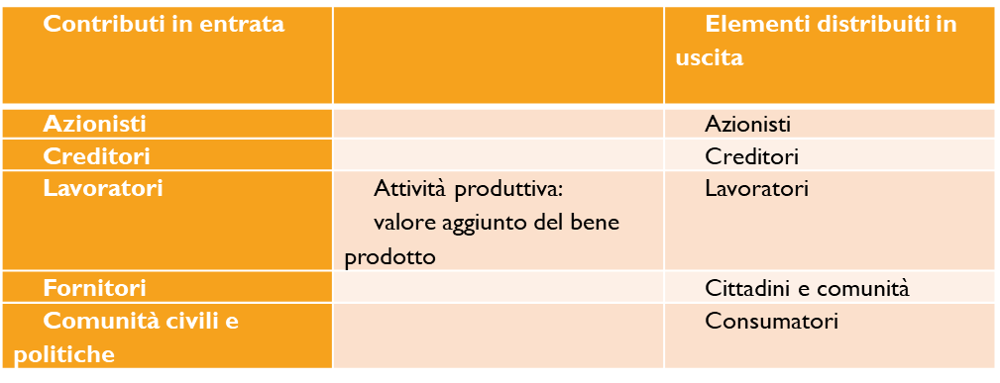 Contributi in entrata
Elementi distribuiti in
uscita
Azionisti
Azionisti
Creditori
Creditori
Lavoratori
Attività produttiva:
valore aggiunto del bene
prodotto
Lavoratori
Fornitori
Cittadini e comunità
Comunità civili e
politiche
Consumatori